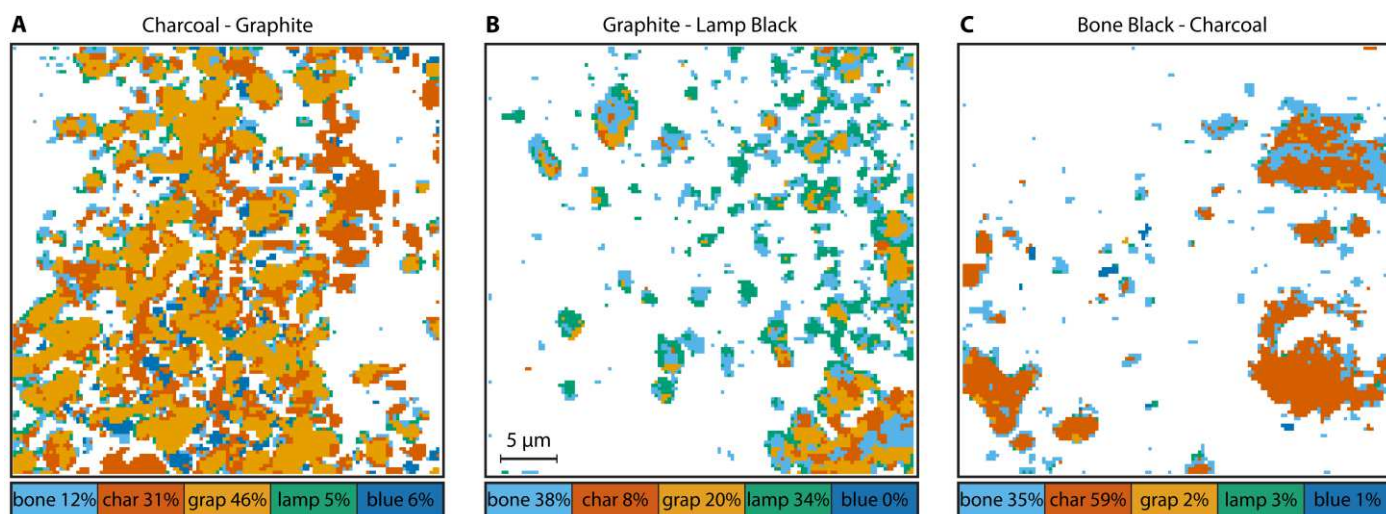 A Charcoal - Graphite
B Graphite - Lamp Black
C Bone Black - Charcoal
5 µm
bone 12% char 31% grap 46% lamp 5% blue 6%
bone 38% char 8% grap 20% lamp 34% blue 0%
bone 35% char 59% grap 2% lamp 3% blue 1%